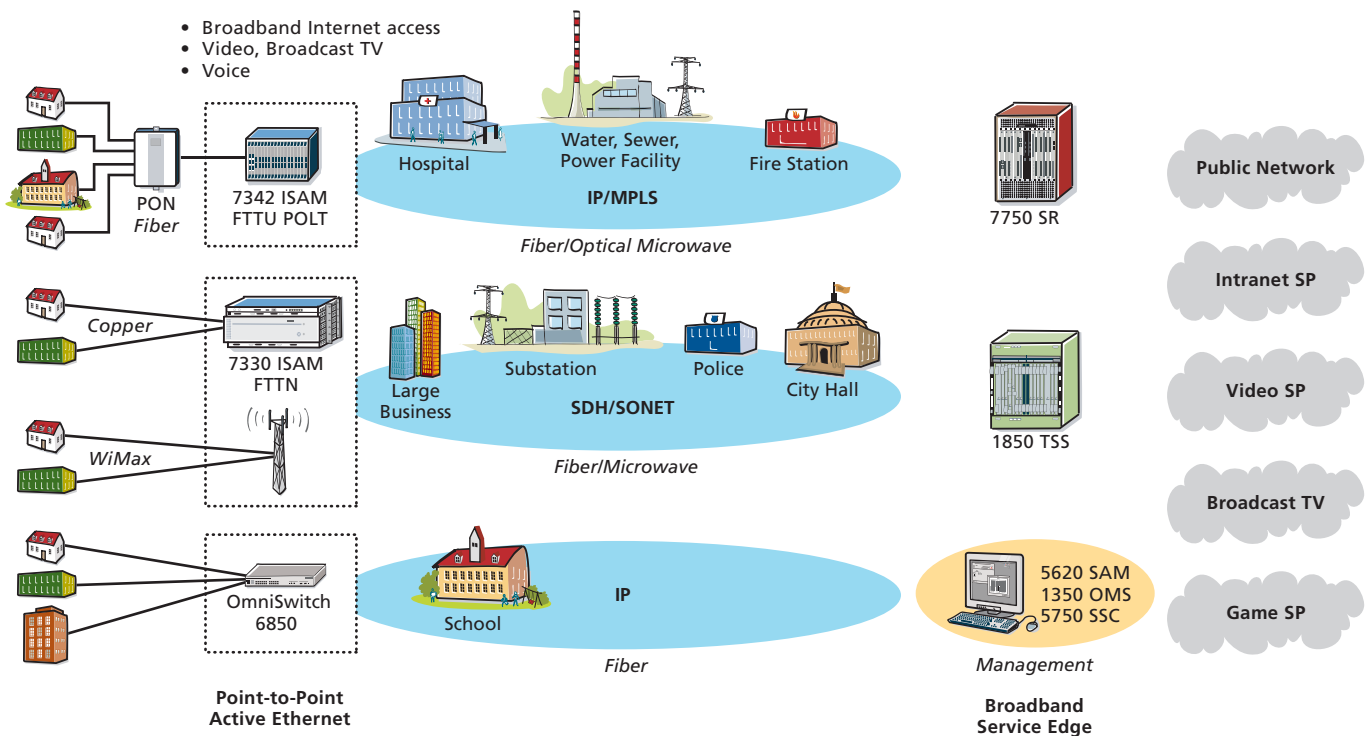 • Broadband Internet access
• Video, Broadcast TV
• Voice
PON
Fiber
7342 ISAM
FTTU POLT
Hospital
Water, Sewer,
Power Facility
Fire Station
IP/MPLS
Fiber/Optical Microwave
7750 SR
Public Network
Intranet SP
Copper
7330 ISAM
FTTN
Large
Business
Substation
Police
City Hall
SDH/SONET
Fiber/Microwave
1850 TSS
Video SP
WiMax
Broadcast TV
OmniSwitch
6850
School
IP
Fiber
5620 SAM
1350 OMS
5750 SSC
Management
Game SP
Point-to-Point
Active Ethernet
Broadband
Service Edge